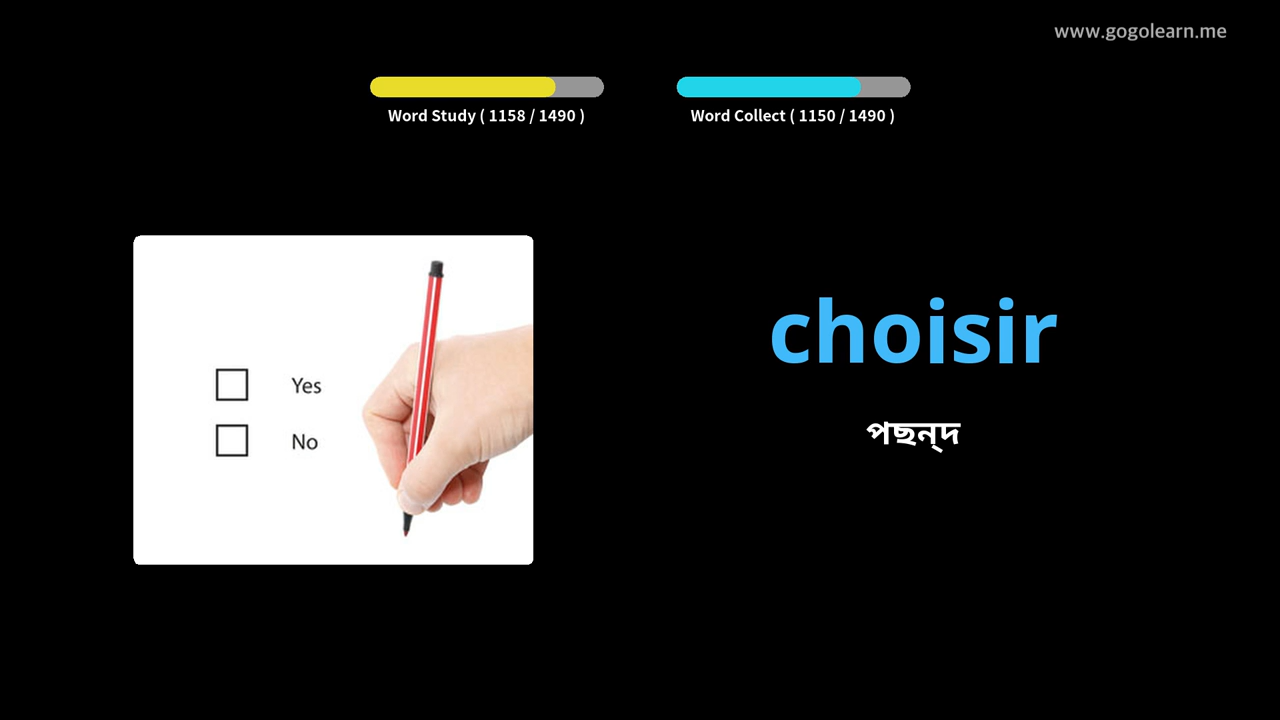 www.gogolearn.me
Word Study ( 1158 / 1490 )
Word Collect ( 1150 / 1490 )
Yes
No
choisir
পছন্দ